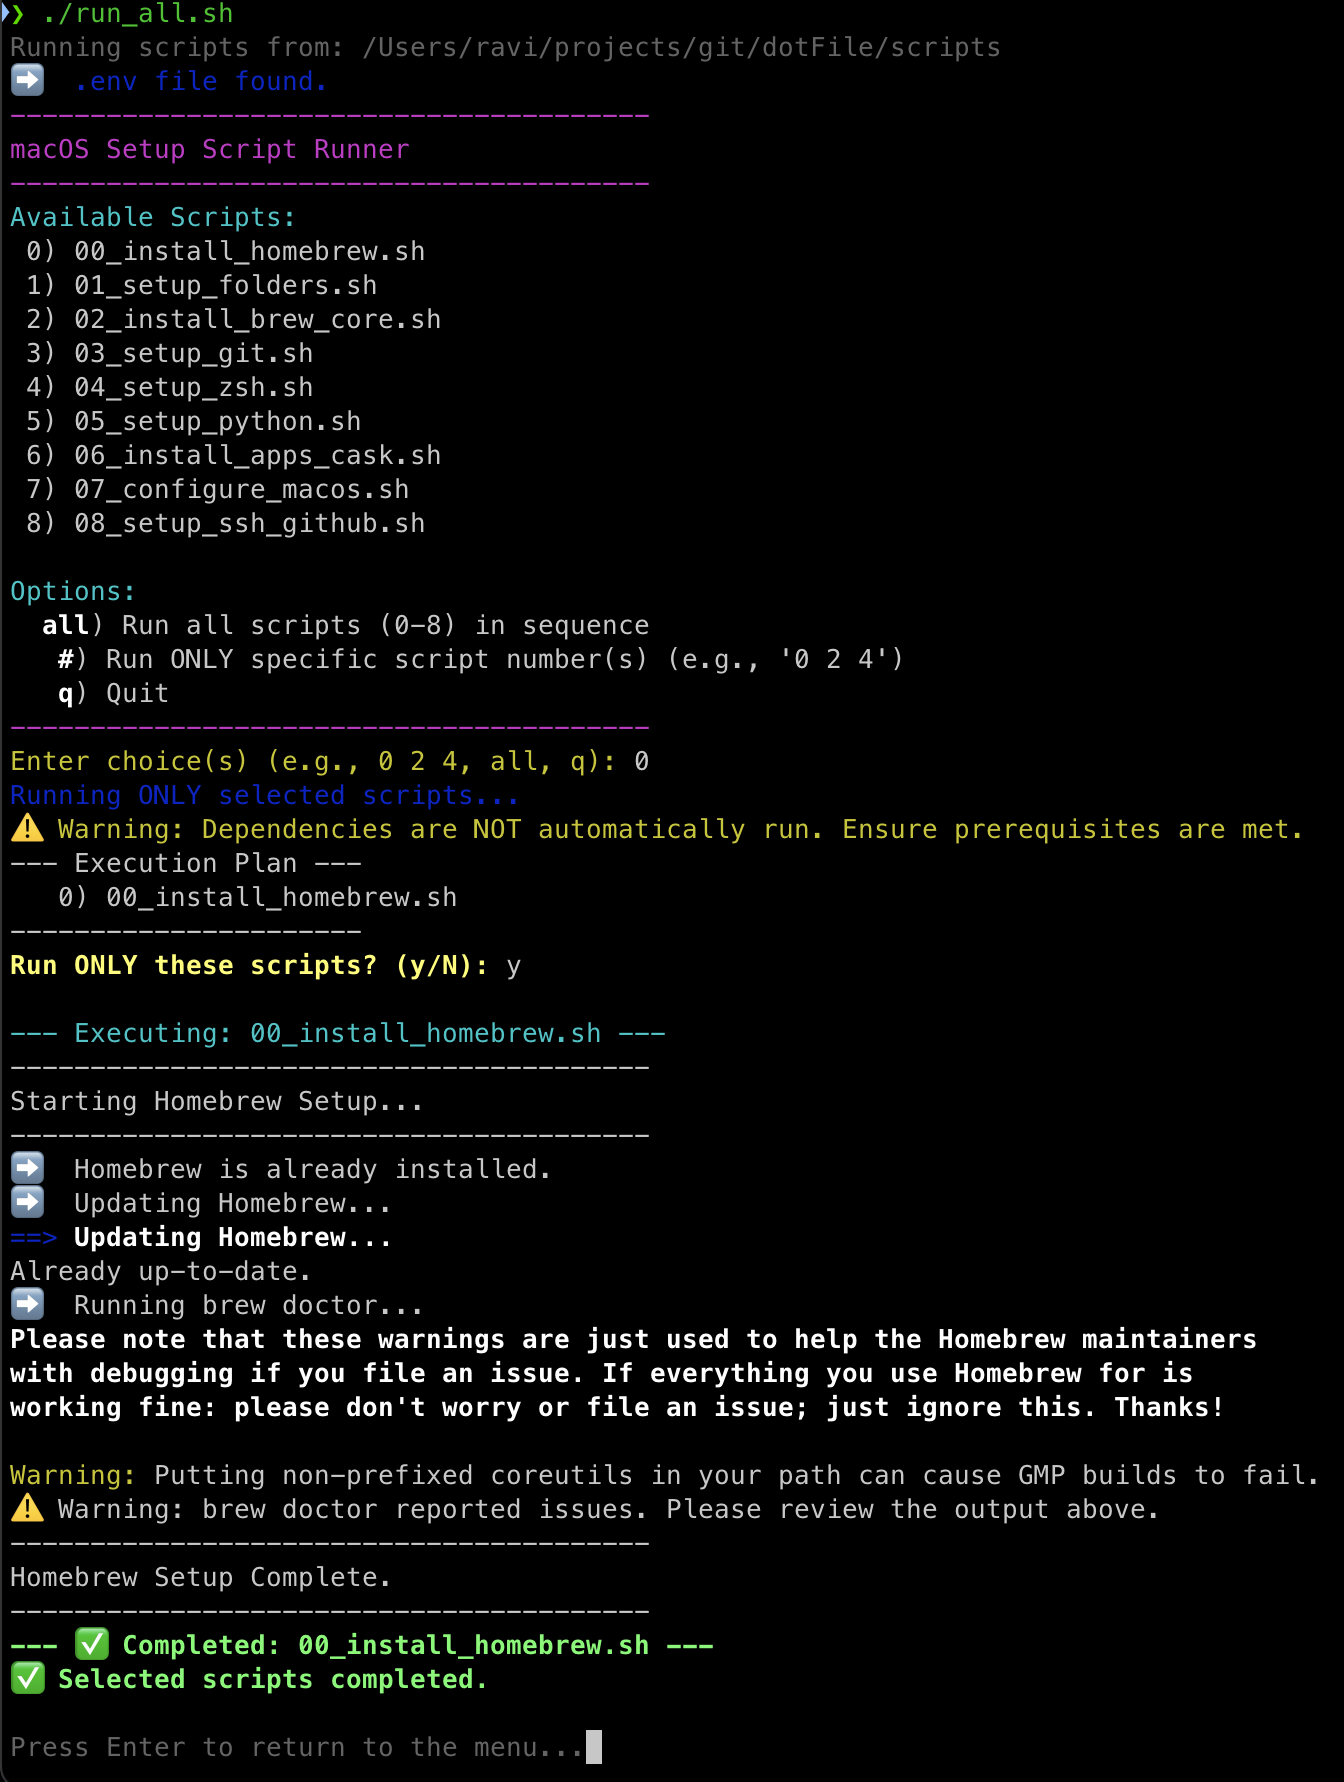 ❯ ./run_all.sh
Running scripts from: /Users/ravi/projects/git/dotFile/scripts
➡️  .env file found.
----------------------------------------
macOS Setup Script Runner
----------------------------------------
Available Scripts:
 0) 00_install_homebrew.sh
 1) 01_setup_folders.sh
 2) 02_install_brew_core.sh
 3) 03_setup_git.sh
 4) 04_setup_zsh.sh
 5) 05_setup_python.sh
 6) 06_install_apps_cask.sh
 7) 07_configure_macos.sh
 8) 08_setup_ssh_github.sh

Options:
  all) Run all scripts (0-8) in sequence
   #) Run ONLY specific script number(s) (e.g., '0 2 4')
   q) Quit
----------------------------------------
Enter choice(s) (e.g., 0 2 4, all, q): 0
Running ONLY selected scripts...
⚠️ Warning: Dependencies are NOT automatically run. Ensure prerequisites are met.
--- Execution Plan ---
   0) 00_install_homebrew.sh
----------------------
Run ONLY these scripts? (y/N): y

--- Executing: 00_install_homebrew.sh ---
----------------------------------------
Starting Homebrew Setup...
----------------------------------------
➡️  Homebrew is already installed.
➡️  Updating Homebrew...
==> Updating Homebrew...
Already up-to-date.
➡️  Running brew doctor...
Please note that these warnings are just used to help the Homebrew maintainers
with debugging if you file an issue. If everything you use Homebrew for is
working fine: please don't worry or file an issue; just ignore this. Thanks!

Warning: Putting non-prefixed coreutils in your path can cause GMP builds to fail.
⚠️ Warning: brew doctor reported issues. Please review the output above.
----------------------------------------
Homebrew Setup Complete.
----------------------------------------
--- ✅ Completed: 00_install_homebrew.sh ---
✅ Selected scripts completed.

Press Enter to return to the menu...